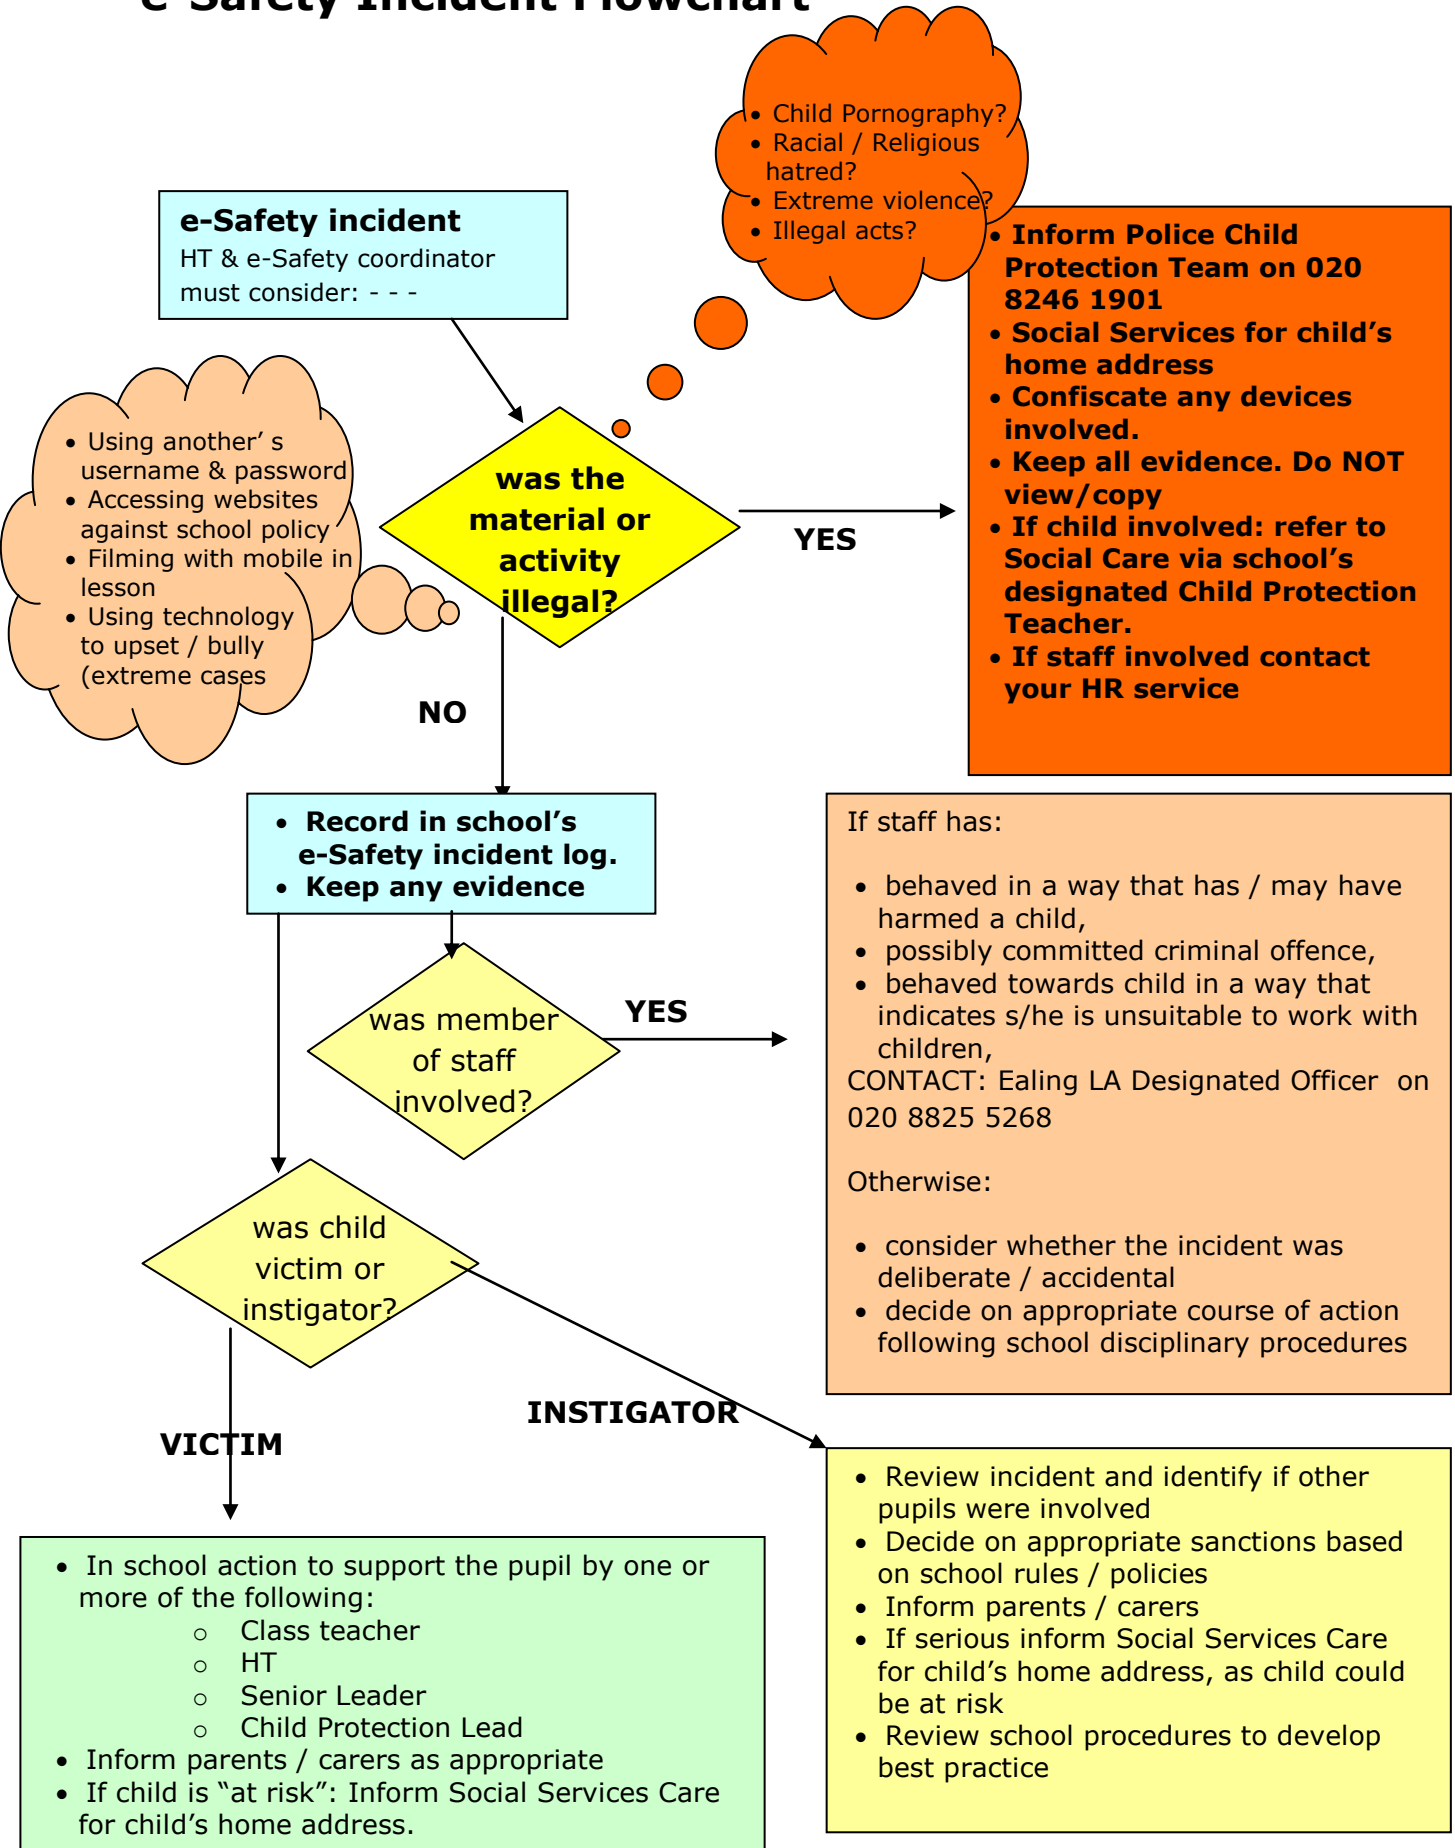 e-Safety Incident Flowchart
• Child Pornography?
• Racial / Religious
hatred?
• Extreme violence?
• Illegal acts?
e-Safety incident
HT & e-Safety coordinator
must consider: - - -
• Inform Police Child
Protection Team on 020
8246 1901
• Social Services for child’s
home address
• Confiscate any devices
involved.
• Keep all evidence. Do NOT
view/copy
• If child involved: refer to
Social Care via school’s
designated Child Protection
Teacher.
• If staff involved contact
your HR service
• Using another’ s
username & password
• Accessing websites
against school policy
• Filming with mobile in
lesson
• Using technology
to upset / bully
(extreme cases
was the
material or
activity
illegal?
YES
NO
• Record in school’s
e-Safety incident log.
• Keep any evidence
If staff has:
• behaved in a way that has / may have
harmed a child,
• possibly committed criminal offence,
• behaved towards child in a way that
indicates s/he is unsuitable to work with
children,
CONTACT: Ealing LA Designated Officer on
020 8825 5268
Otherwise:
• consider whether the incident was
deliberate / accidental
• decide on appropriate course of action
following school disciplinary procedures
was member
of staff
involved?
YES
was child
victim or
instigator?
INSTIGATOR
VICTIM
• Review incident and identify if other
pupils were involved
• Decide on appropriate sanctions based
on school rules / policies
• Inform parents / carers
• If serious inform Social Services Care
for child’s home address, as child could
be at risk
• Review school procedures to develop
best practice
• In school action to support the pupil by one or
more of the following:
o Class teacher
o HT
o Senior Leader
o Child Protection Lead
• Inform parents / carers as appropriate
• If child is “at risk”: Inform Social Services Care
for child’s home address.